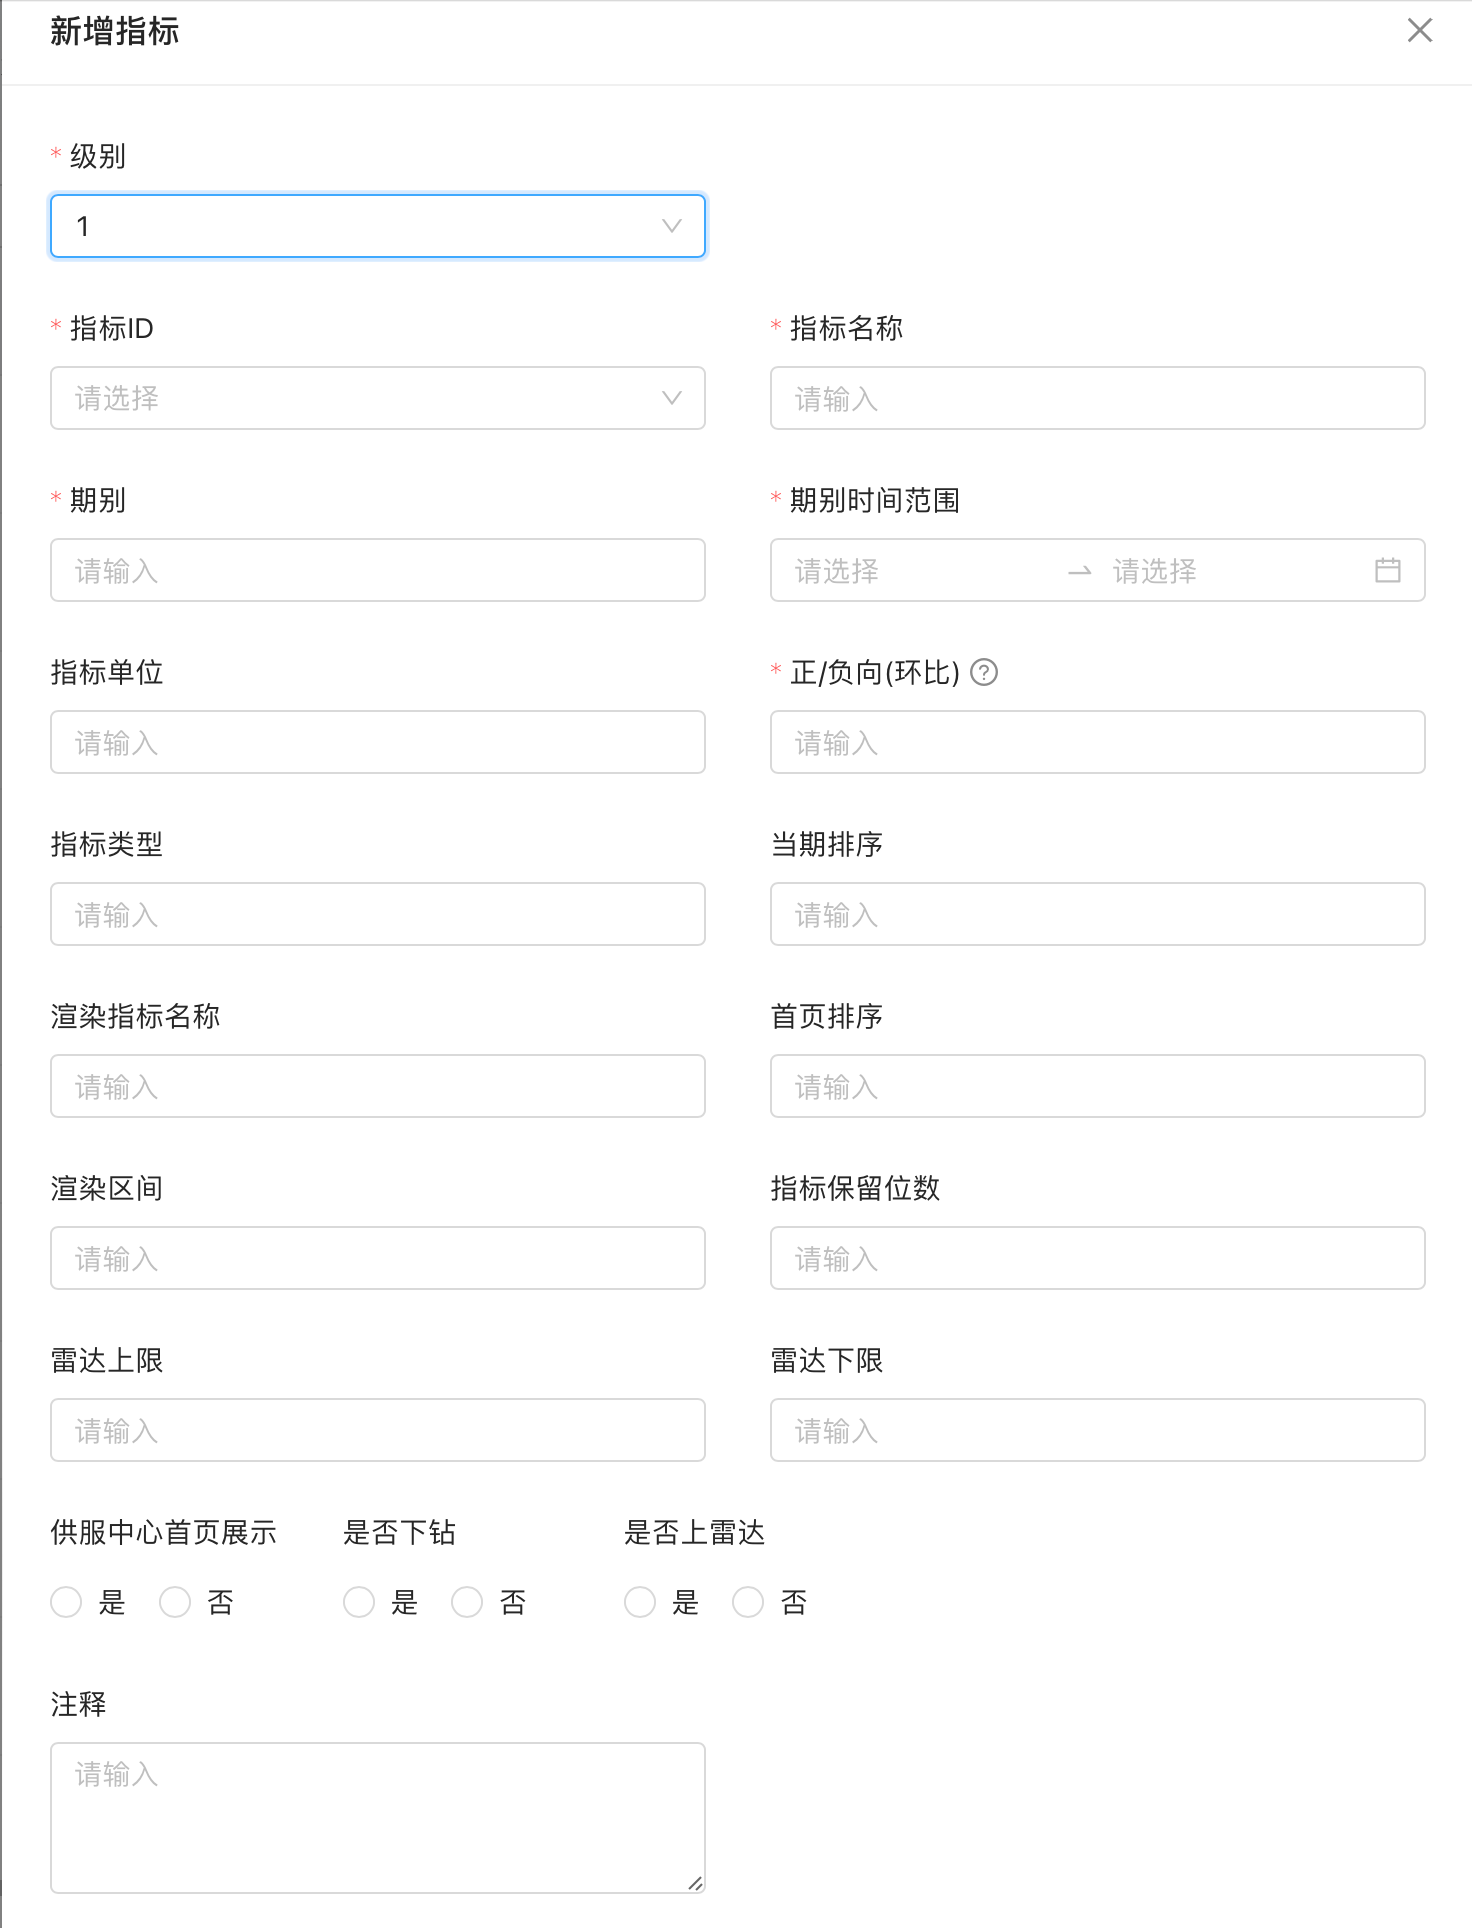 新增指标
* 级别
1
* 指标ID
* 指标名称
请选择
请输入
* 期别
* 期别时间范围
请输入
请选择 → 请选择
指标单位
* 正/负向(环比) ?
请输入
请输入
指标类型
当期排序
请输入
请输入
渲染指标名称
首页排序
请输入
请输入
渲染区间
指标保留位数
请输入
请输入
雷达上限
雷达下限
请输入
请输入
供服中心首页展示
是否下钻
是否上雷达
是 否
是 否
是 否
注释
请输入